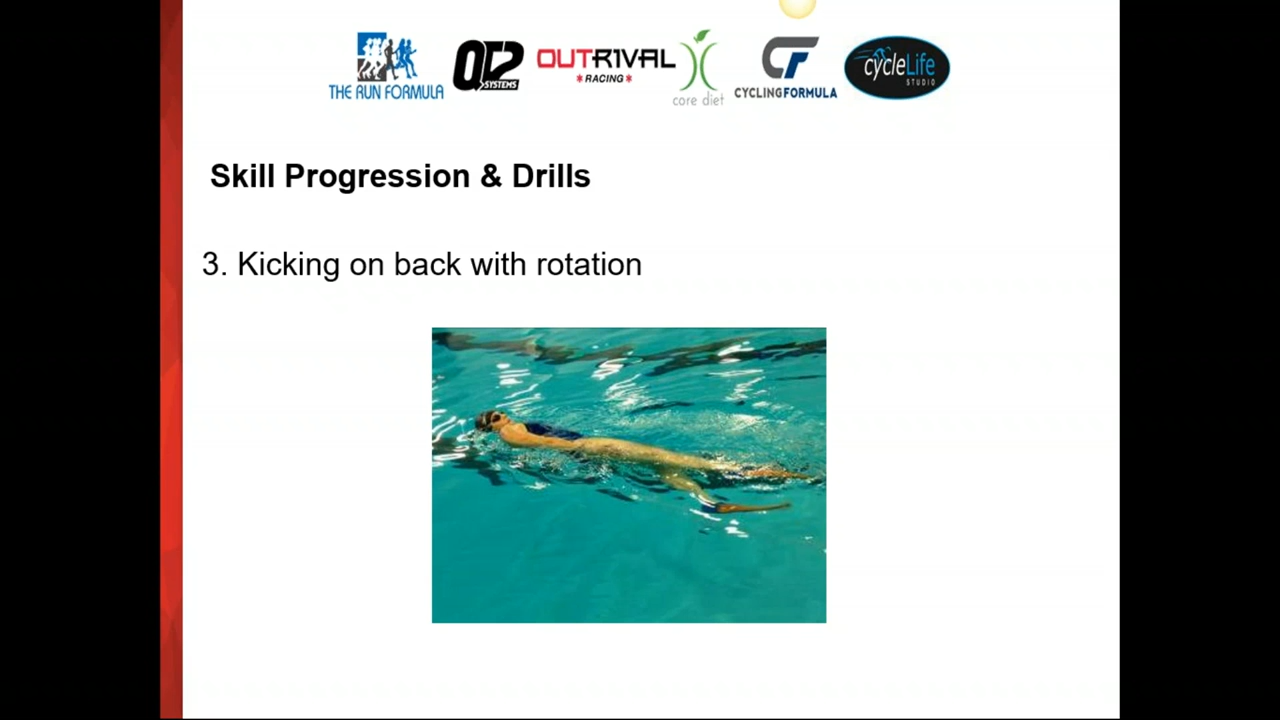 THE RUN FORMULA
QT2
SYSTEMS
OUTRIVAL
RACING
core diet
CF
CYCLINGFORMULA
cycleLife
STUDIO
Skill Progression & Drills
3. Kicking on back with rotation